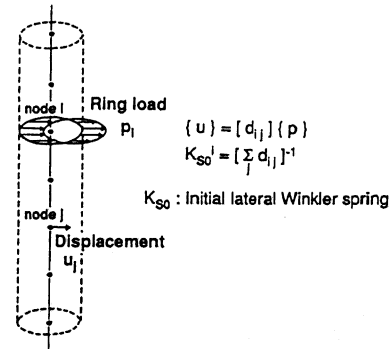 node i
Ring load
p_i
{ u } = [ d_ij ] { p }
K_S0^i = [ Σ_j d_ij ]^-1
K_S0 : Initial lateral Winkler spring
node j
Displacement
u_j